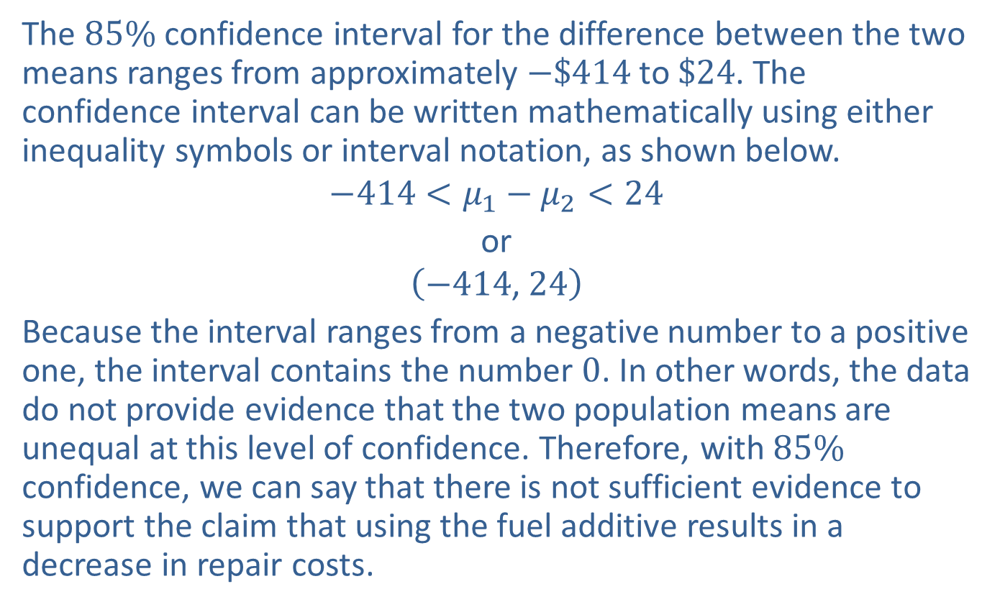 The 85% confidence interval for the difference between the two
means ranges from approximately −$414 to $24. The
confidence interval can be written mathematically using either
inequality symbols or interval notation, as shown below.
−414 < μ₁ − μ₂ < 24
or
(−414, 24)
Because the interval ranges from a negative number to a positive
one, the interval contains the number 0. In other words, the data
do not provide evidence that the two population means are
unequal at this level of confidence. Therefore, with 85%
confidence, we can say that there is not sufficient evidence to
support the claim that using the fuel additive results in a
decrease in repair costs.